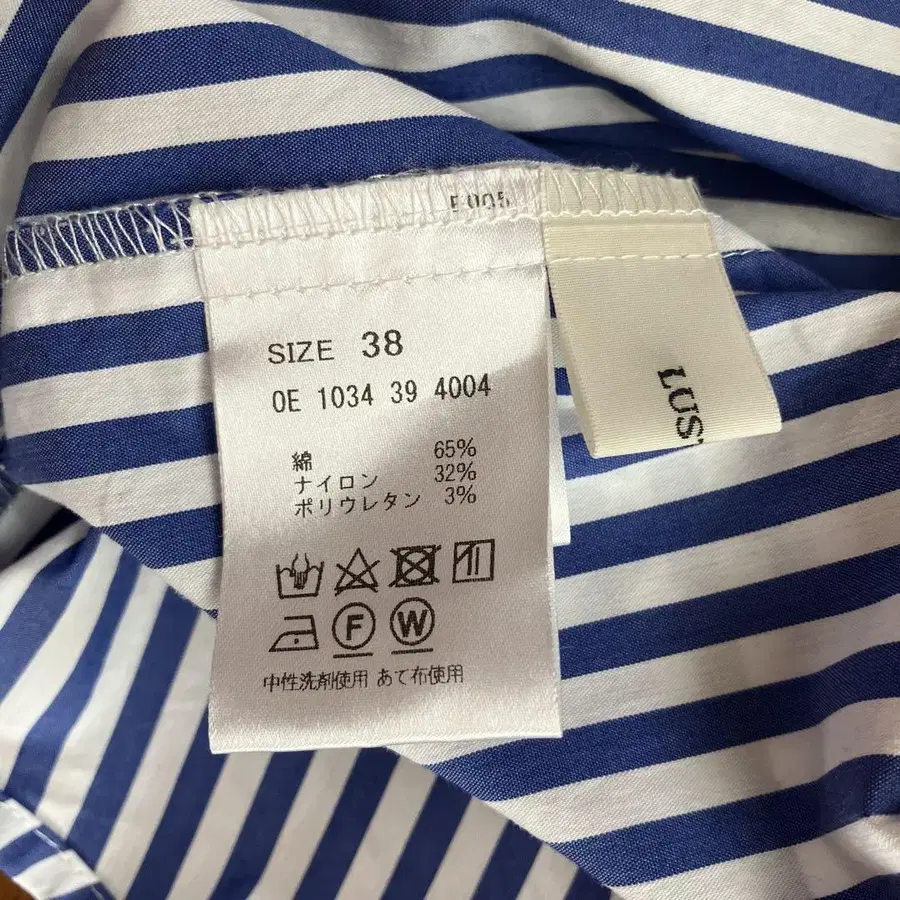 SIZE 38
0E 1034 39 4004
綿 65%
ナイロン 32%
ポリウレタン 3%
F
W
中性洗剤使用 あて布使用
LUS